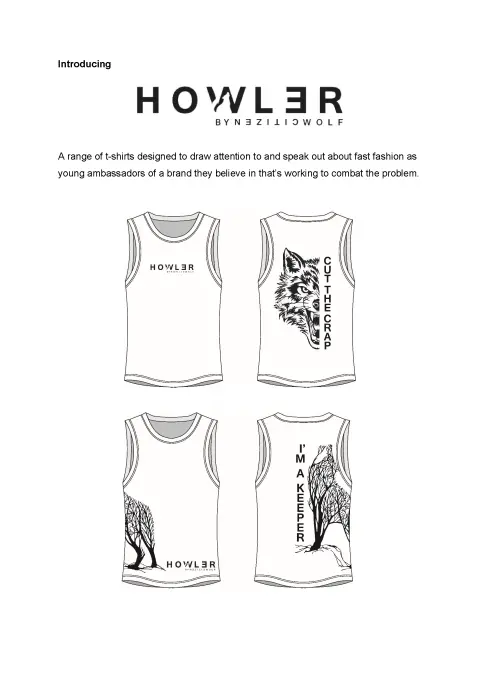 Introducing
HOWLƎR
BYNƎZITIↃWOLF
A range of t-shirts designed to draw attention to and speak out about fast fashion as
young ambassadors of a brand they believe in that's working to combat the problem.
HOWLƎR
CUT THE CRAP
I' M A KEEPER
HOWLƎR